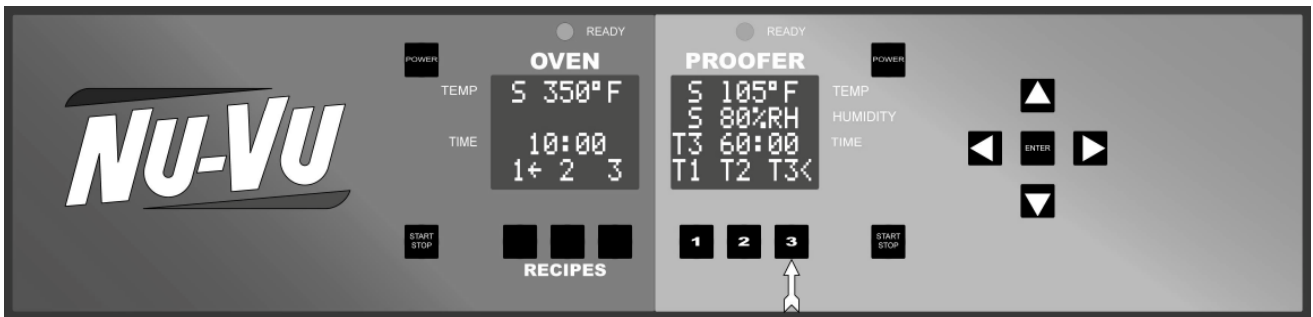 NU-VU
READY
POWER
OVEN
TEMP
S 350°F
TIME
10:00
1← 2 3
START
STOP
RECIPES
READY
PROOFER
POWER
S 105°F
TEMP
S 80%RH
HUMIDITY
T3 60:00
TIME
T1 T2 T3<
1 2 3
START
STOP
ENTER